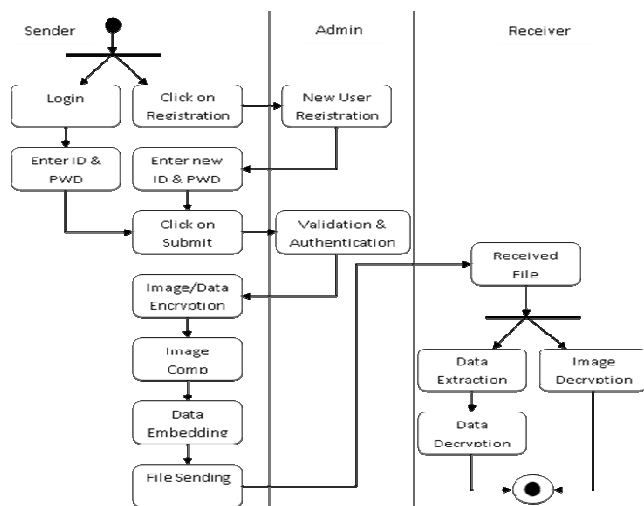 Sender
Admin
Receiver
Login
Click on
Registration
New User
Registration
Enter ID &
PWD
Enter new
ID & PWD
Click on
Submit
Validation &
Authentication
Received
File
Image/Data
Encryption
Image
Comp
Data
Extraction
Image
Decryption
Data
Embedding
Data
Decryption
File Sending